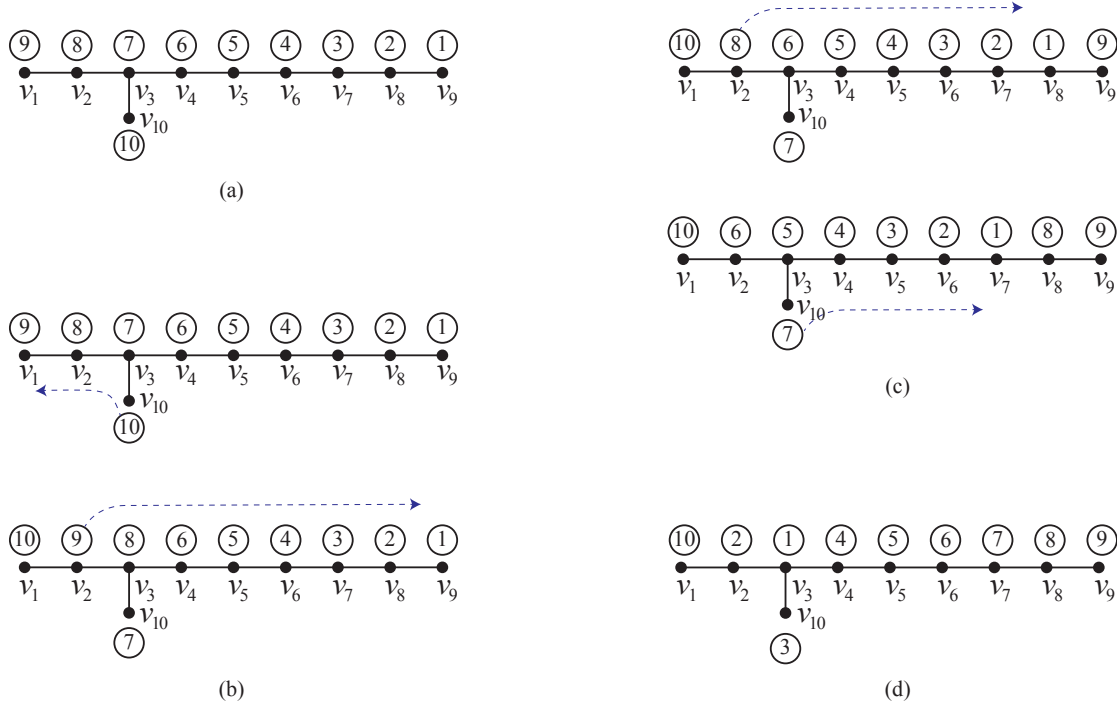 9 8 7 6 5 4 3 2 1
v1 v2 v3 v4 v5 v6 v7 v8 v9
v10
10
(a)
9 8 7 6 5 4 3 2 1
v1 v2 v3 v4 v5 v6 v7 v8 v9
v10
10
10 9 8 6 5 4 3 2 1
v1 v2 v3 v4 v5 v6 v7 v8 v9
v10
7
(b)
10 8 6 5 4 3 2 1 9
v1 v2 v3 v4 v5 v6 v7 v8 v9
v10
7
10 6 5 4 3 2 1 8 9
v1 v2 v3 v4 v5 v6 v7 v8 v9
v10
7
(c)
10 2 1 4 5 6 7 8 9
v1 v2 v3 v4 v5 v6 v7 v8 v9
v10
3
(d)